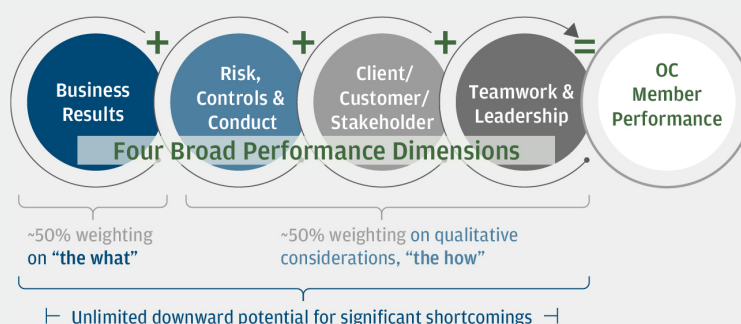 Business
Results
+
Risk,
Controls &
Conduct
+
Client/
Customer/
Stakeholder
+
Teamwork &
Leadership
=
OC
Member
Performance
Four Broad Performance Dimensions
~50% weighting
on "the what"
~50% weighting on qualitative
considerations, "the how"
Unlimited downward potential for significant shortcomings